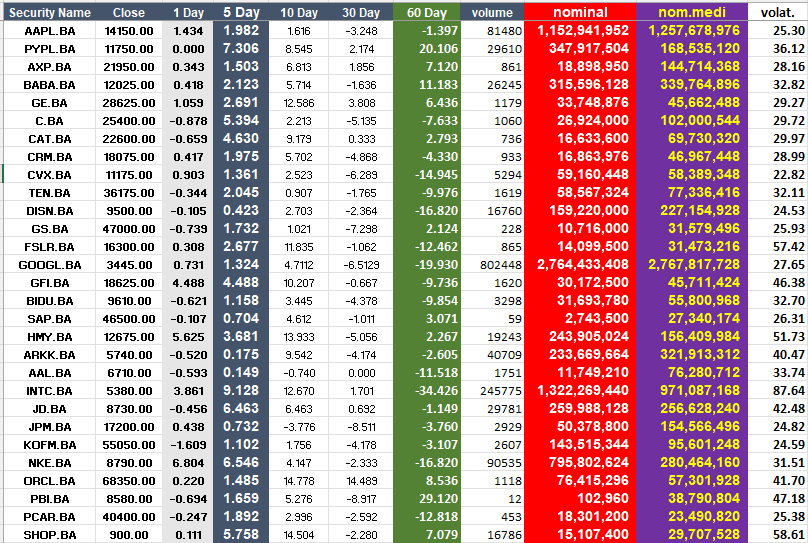 Security Name Close 1 Day 5 Day 10 Day 30 Day 60 Day volume nominal nom.medi volat.
AAPL.BA 14150.00 1.434 1.982 1.616 -3.248 -1.397 81480 1,152,941,952 1,257,678,976 25.30
PYPL.BA 11750.00 0.000 7.306 8.545 2.174 20.106 29610 347,917,504 168,535,120 36.12
AXP.BA 21950.00 0.343 1.503 6.813 1.856 7.120 861 18,898,950 144,714,368 28.16
BABA.BA 12025.00 0.418 2.123 5.714 -1.636 11.183 26245 315,596,128 339,764,896 32.82
GE.BA 28625.00 1.059 2.691 12.586 3.808 6.436 1179 33,748,876 45,662,488 29.27
C.BA 25400.00 -0.878 5.394 2.213 -5.135 -7.633 1060 26,924,000 102,000,544 29.72
CAT.BA 22600.00 -0.659 4.630 9.179 0.333 2.793 736 16,633,600 69,730,320 29.97
CRM.BA 18075.00 0.417 1.975 5.702 -4.868 -4.330 933 16,863,976 46,967,448 28.99
CVX.BA 11175.00 0.903 1.361 2.523 -6.289 -14.945 5294 59,160,448 58,389,348 22.82
TEN.BA 36175.00 -0.344 2.045 0.907 -1.765 -9.976 1619 58,567,324 77,336,416 32.11
DISN.BA 9500.00 -0.105 0.423 2.703 -2.364 -16.820 16760 159,220,000 227,154,928 24.53
GS.BA 47000.00 -0.739 1.732 1.021 -7.298 2.124 228 10,716,000 31,579,496 25.93
FSLR.BA 16300.00 0.308 2.677 11.835 -1.062 -12.462 865 14,099,500 31,473,216 57.42
GOOGL.BA 3445.00 0.731 1.324 4.7112 -6.5129 -19.930 802448 2,764,433,408 2,767,817,728 27.65
GFI.BA 18625.00 4.488 4.488 10.207 -0.667 -9.736 1620 30,172,500 45,711,424 46.38
BIDU.BA 9610.00 -0.621 1.158 3.445 -4.378 -9.854 3298 31,693,780 55,800,968 32.70
SAP.BA 46500.00 -0.107 0.704 4.612 -1.011 3.071 59 2,743,500 27,340,174 26.31
HMY.BA 12675.00 5.625 3.681 13.933 -5.056 2.267 19243 243,905,024 156,409,984 51.73
ARKK.BA 5740.00 -0.520 0.175 9.542 -4.174 -2.605 40709 233,669,664 321,913,312 40.47
AAL.BA 6710.00 -0.593 0.149 -0.740 0.000 -11.518 1751 11,749,210 76,280,712 33.74
INTC.BA 5380.00 3.861 9.128 12.670 1.701 -34.426 245775 1,322,269,440 971,087,168 87.64
JD.BA 8730.00 -0.456 6.463 6.463 0.692 -1.149 29781 259,988,128 256,628,240 42.48
JPM.BA 17200.00 0.438 0.732 -3.776 -8.511 -3.760 2929 50,378,800 154,566,496 24.82
KOFM.BA 55050.00 -1.609 1.102 1.756 -4.178 -3.107 2607 143,515,344 95,601,248 24.59
NKE.BA 8790.00 6.804 6.546 4.147 -2.333 -16.820 90535 795,802,624 280,464,160 31.51
ORCL.BA 68350.00 0.220 1.485 14.778 14.489 8.536 1118 76,415,296 57,301,928 41.70
PBI.BA 8580.00 -0.694 1.659 5.276 -8.917 29.120 12 102,960 38,790,804 47.18
PCAR.BA 40400.00 -0.247 1.892 2.996 -2.592 -12.818 453 18,301,200 23,490,820 25.38
SHOP.BA 900.00 0.111 5.758 14.504 -2.280 7.079 16786 15,107,400 29,707,528 58.61